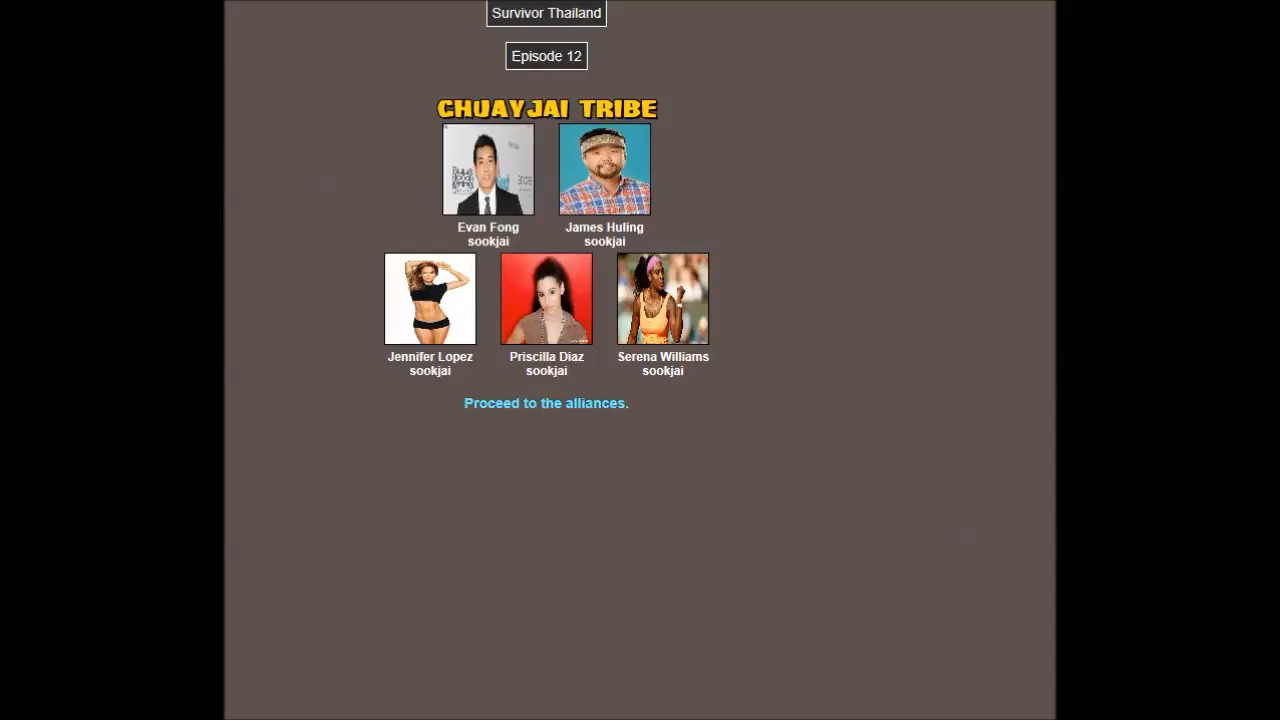 Survivor Thailand
Episode 12
CHUAYJAI TRIBE
Evan Fong James Huling
sookjai sookjai
Jennifer Lopez Priscilla Diaz Serena Williams
sookjai sookjai sookjai
Proceed to the alliances.